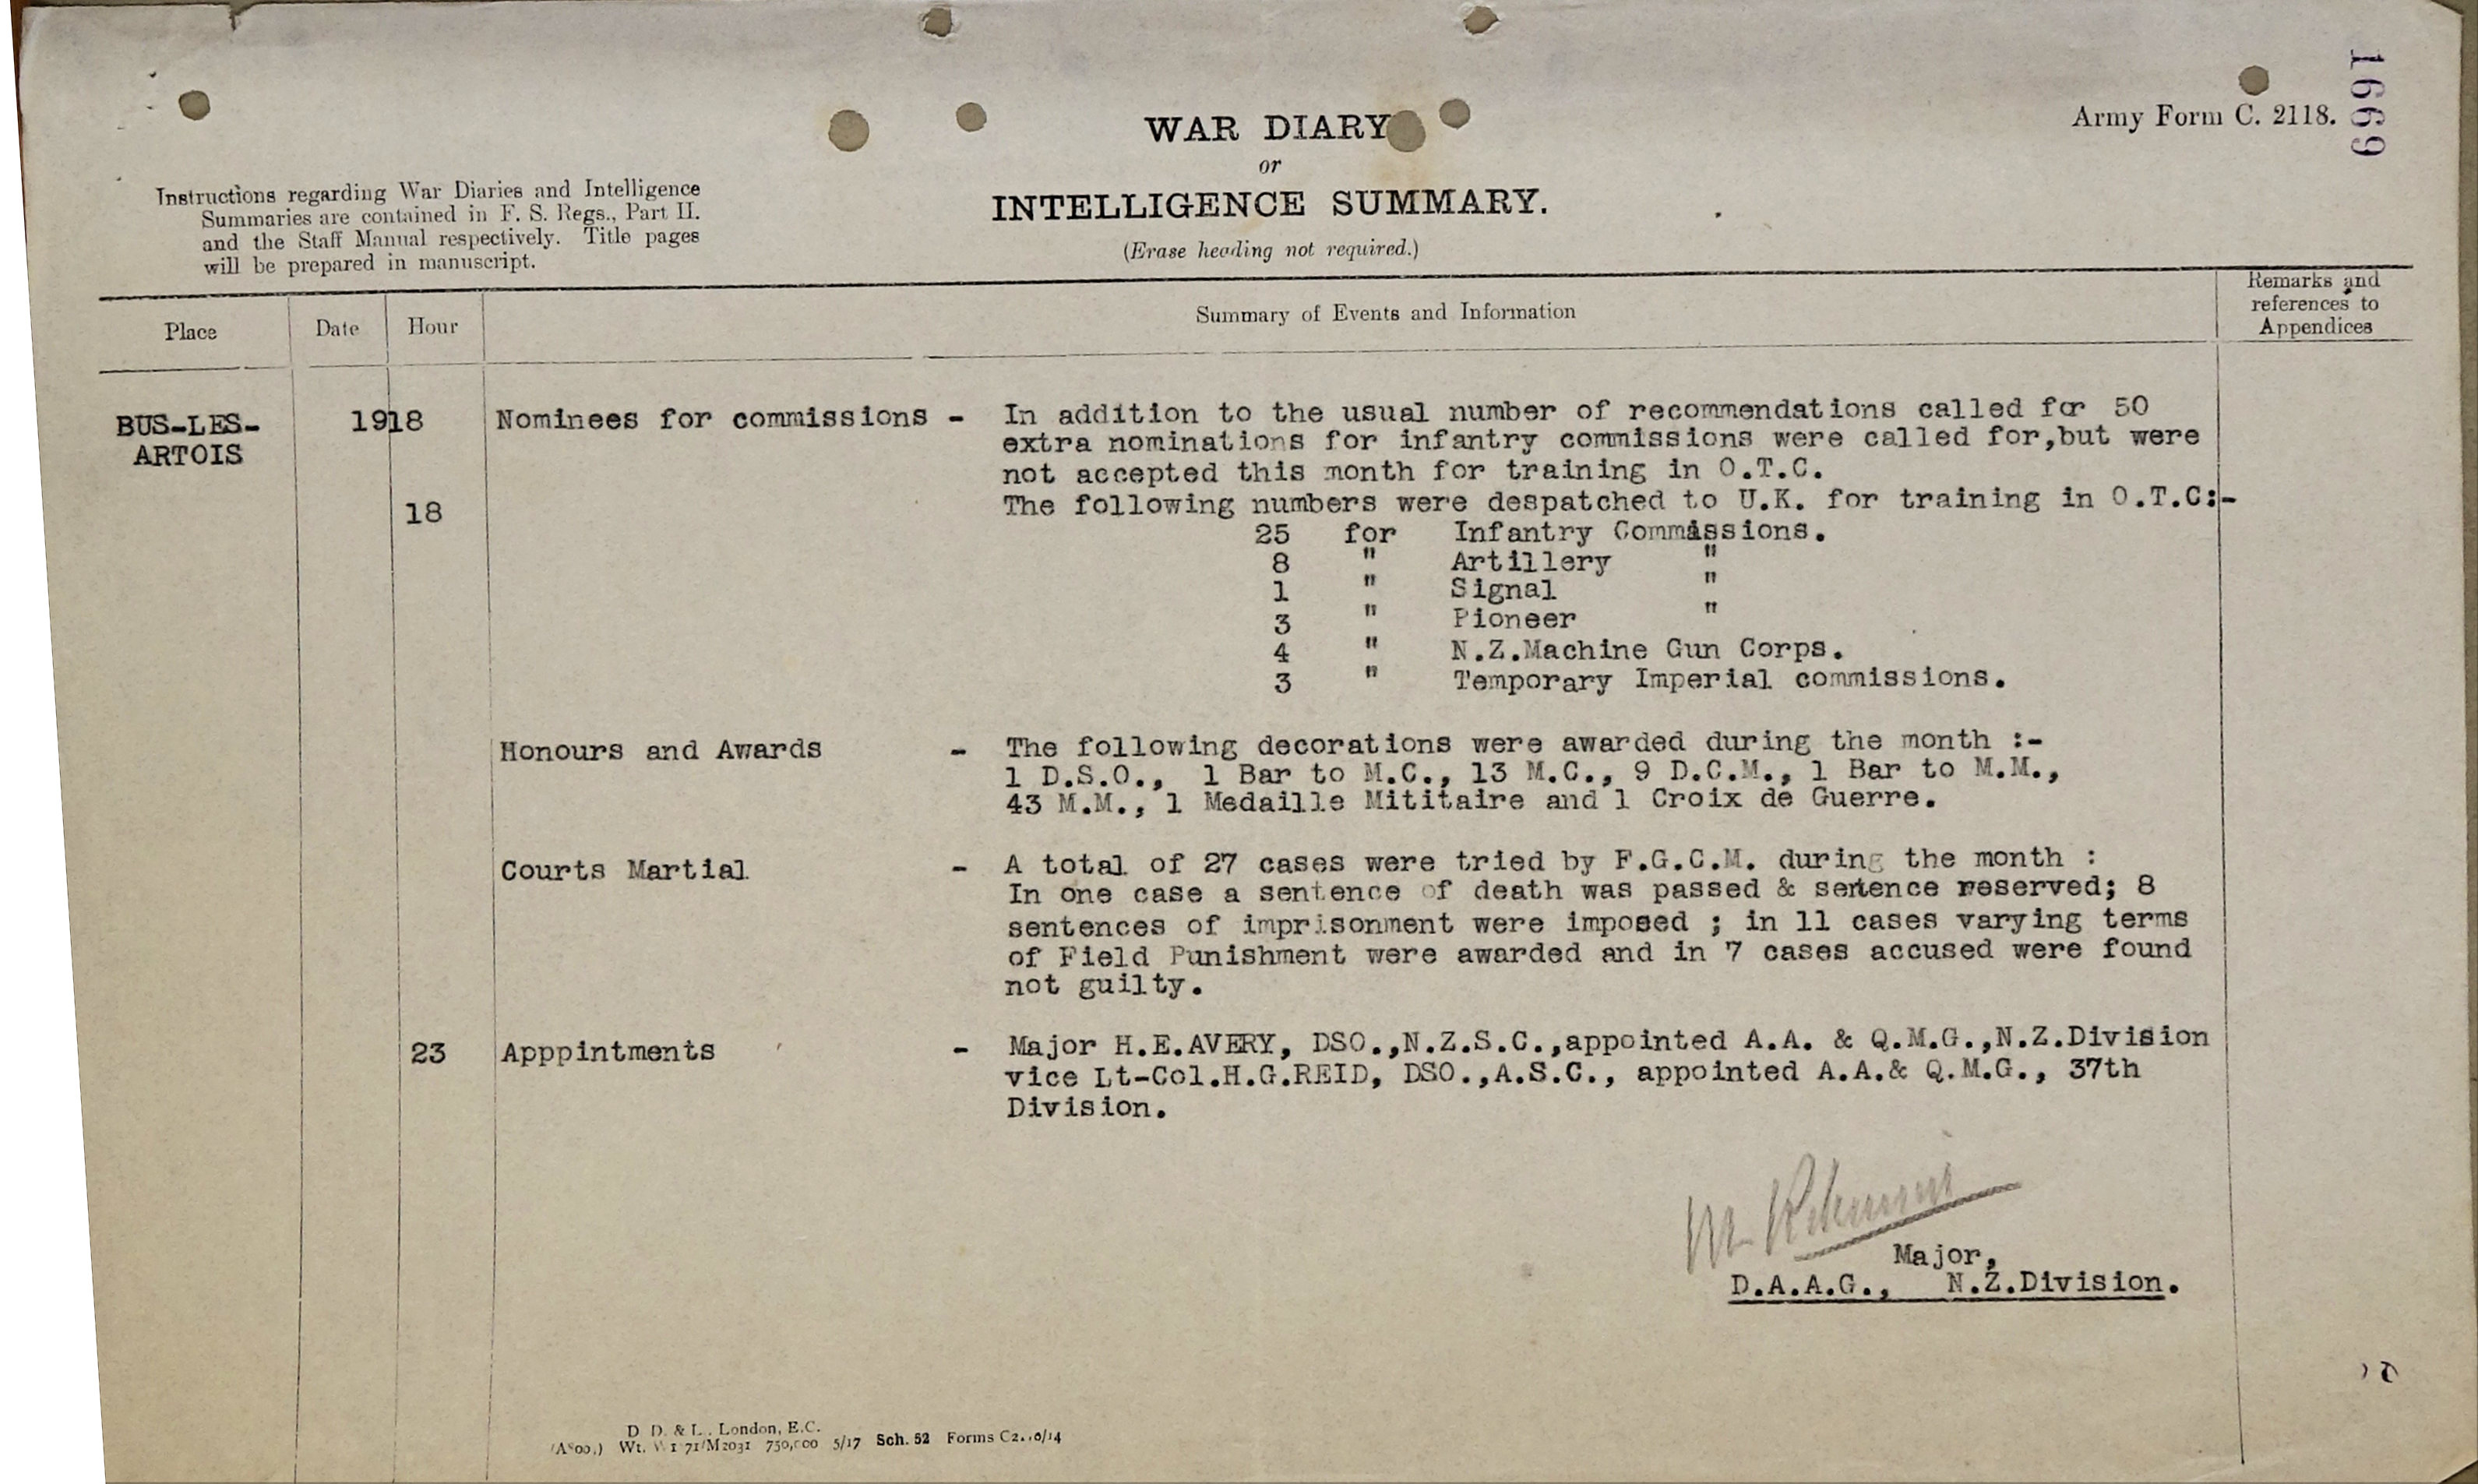 1669
Army Form C. 2118.
WAR DIARY
or
INTELLIGENCE SUMMARY.
(Erase heading not required.)
Instructions regarding War Diaries and Intelligence
Summaries are contained in F. S. Regs., Part II.
and the Staff Manual respectively. Title pages
will be prepared in manuscript.
Place Date Hour Summary of Events and Information Remarks and
references to
Appendices
BUS-LES-
ARTOIS
1918 Nominees for commissions - In addition to the usual number of recommendations called for 50
extra nominations for infantry commissions were called for,but were
not accepted this month for training in O.T.C.
18 The following numbers were despatched to U.K. for training in O.T.C:-
25 for Infantry Commissions.
8 " Artillery "
1 " Signal "
3 " Pioneer "
4 " N.Z.Machine Gun Corps.
3 " Temporary Imperial commissions.
Honours and Awards - The following decorations were awarded during the month :-
1 D.S.O., 1 Bar to M.C., 13 M.C., 9 D.C.M., 1 Bar to M.M.,
43 M.M., 1 Medaille Mititaire and 1 Croix de Guerre.
Courts Martial - A total of 27 cases were tried by F.G.C.M. during the month :
In one case a sentence of death was passed & sentence reserved; 8
sentences of imprisonment were imposed ; in 11 cases varying terms
of Field Punishment were awarded and in 7 cases accused were found
not guilty.
23 Apppintments - Major H.E.AVERY, DSO.,N.Z.S.C.,appointed A.A. & Q.M.G.,N.Z.Division
vice Lt-Col.H.G.REID, DSO.,A.S.C., appointed A.A.& Q.M.G., 37th
Division.
Major,
D.A.A.G., N.Z.Division.
D. D. & L., London, E.C.
Wt. 750,000 5/17 Sch. 52 Forms